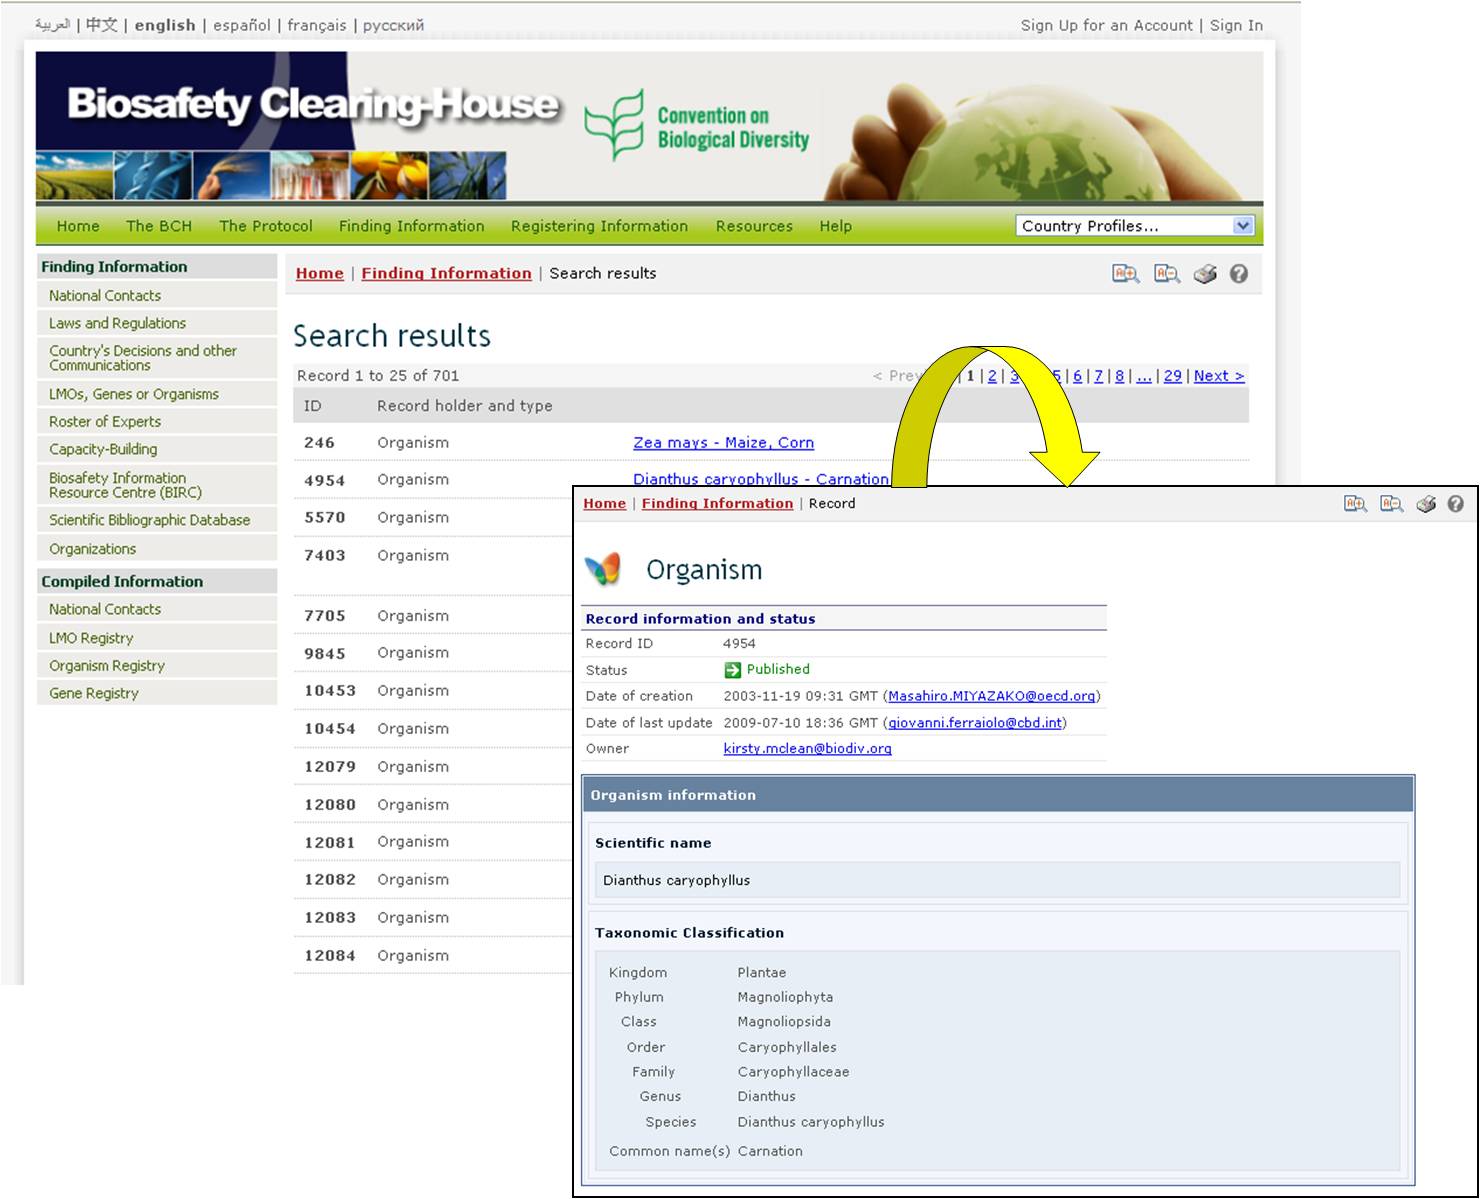 العربية | 中文 | english | español | français | русский
Sign Up for an Account | Sign In
Biosafety Clearing-House
Convention on
Biological Diversity
Home The BCH The Protocol Finding Information Registering Information Resources Help Country Profiles...
Finding Information
National Contacts
Laws and Regulations
Country's Decisions and other
Communications
LMOs, Genes or Organisms
Roster of Experts
Capacity-Building
Biosafety Information
Resource Centre (BIRC)
Scientific Bibliographic Database
Organizations
Compiled Information
National Contacts
LMO Registry
Organism Registry
Gene Registry
Home | Finding Information | Search results
Search results
Record 1 to 25 of 701
< Prev | 1 | 2 | 3 5 | 6 | 7 | 8 | ... | 29 | Next >
ID Record holder and type
246 Organism Zea mays - Maize, Corn
4954 Organism Dianthus caryophyllus - Carnation
5570 Organism
7403 Organism
7705 Organism
9845 Organism
10453 Organism
10454 Organism
12079 Organism
12080 Organism
12081 Organism
12082 Organism
12083 Organism
12084 Organism
Home | Finding Information | Record
Organism
Record information and status
Record ID 4954
Status Published
Date of creation 2003-11-19 09:31 GMT (Masahiro.MIYAZAKO@oecd.org)
Date of last update 2009-07-10 18:36 GMT (giovanni.ferraiolo@cbd.int)
Owner kirsty.mclean@biodiv.org
Organism information
Scientific name
Dianthus caryophyllus
Taxonomic Classification
Kingdom Plantae
Phylum Magnoliophyta
Class Magnoliopsida
Order Caryophyllales
Family Caryophyllaceae
Genus Dianthus
Species Dianthus caryophyllus
Common name(s) Carnation